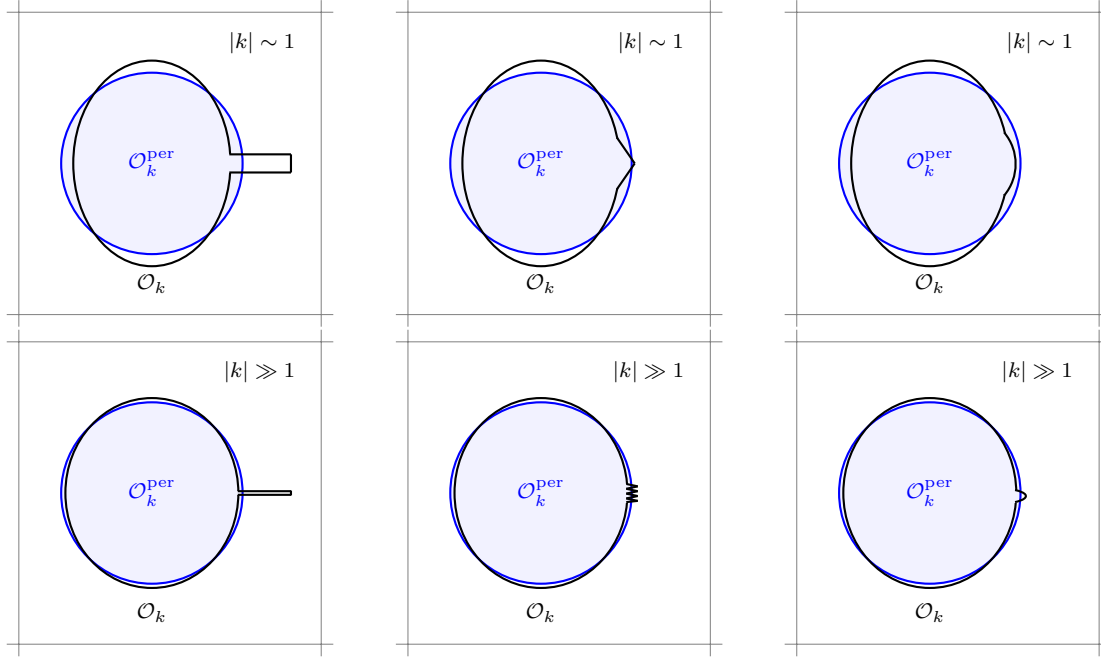 |k| ∼ 1
𝒪_k^per
𝒪_k
|k| ∼ 1
𝒪_k^per
𝒪_k
|k| ∼ 1
𝒪_k^per
𝒪_k
|k| ≫ 1
𝒪_k^per
𝒪_k
|k| ≫ 1
𝒪_k^per
𝒪_k
|k| ≫ 1
𝒪_k^per
𝒪_k